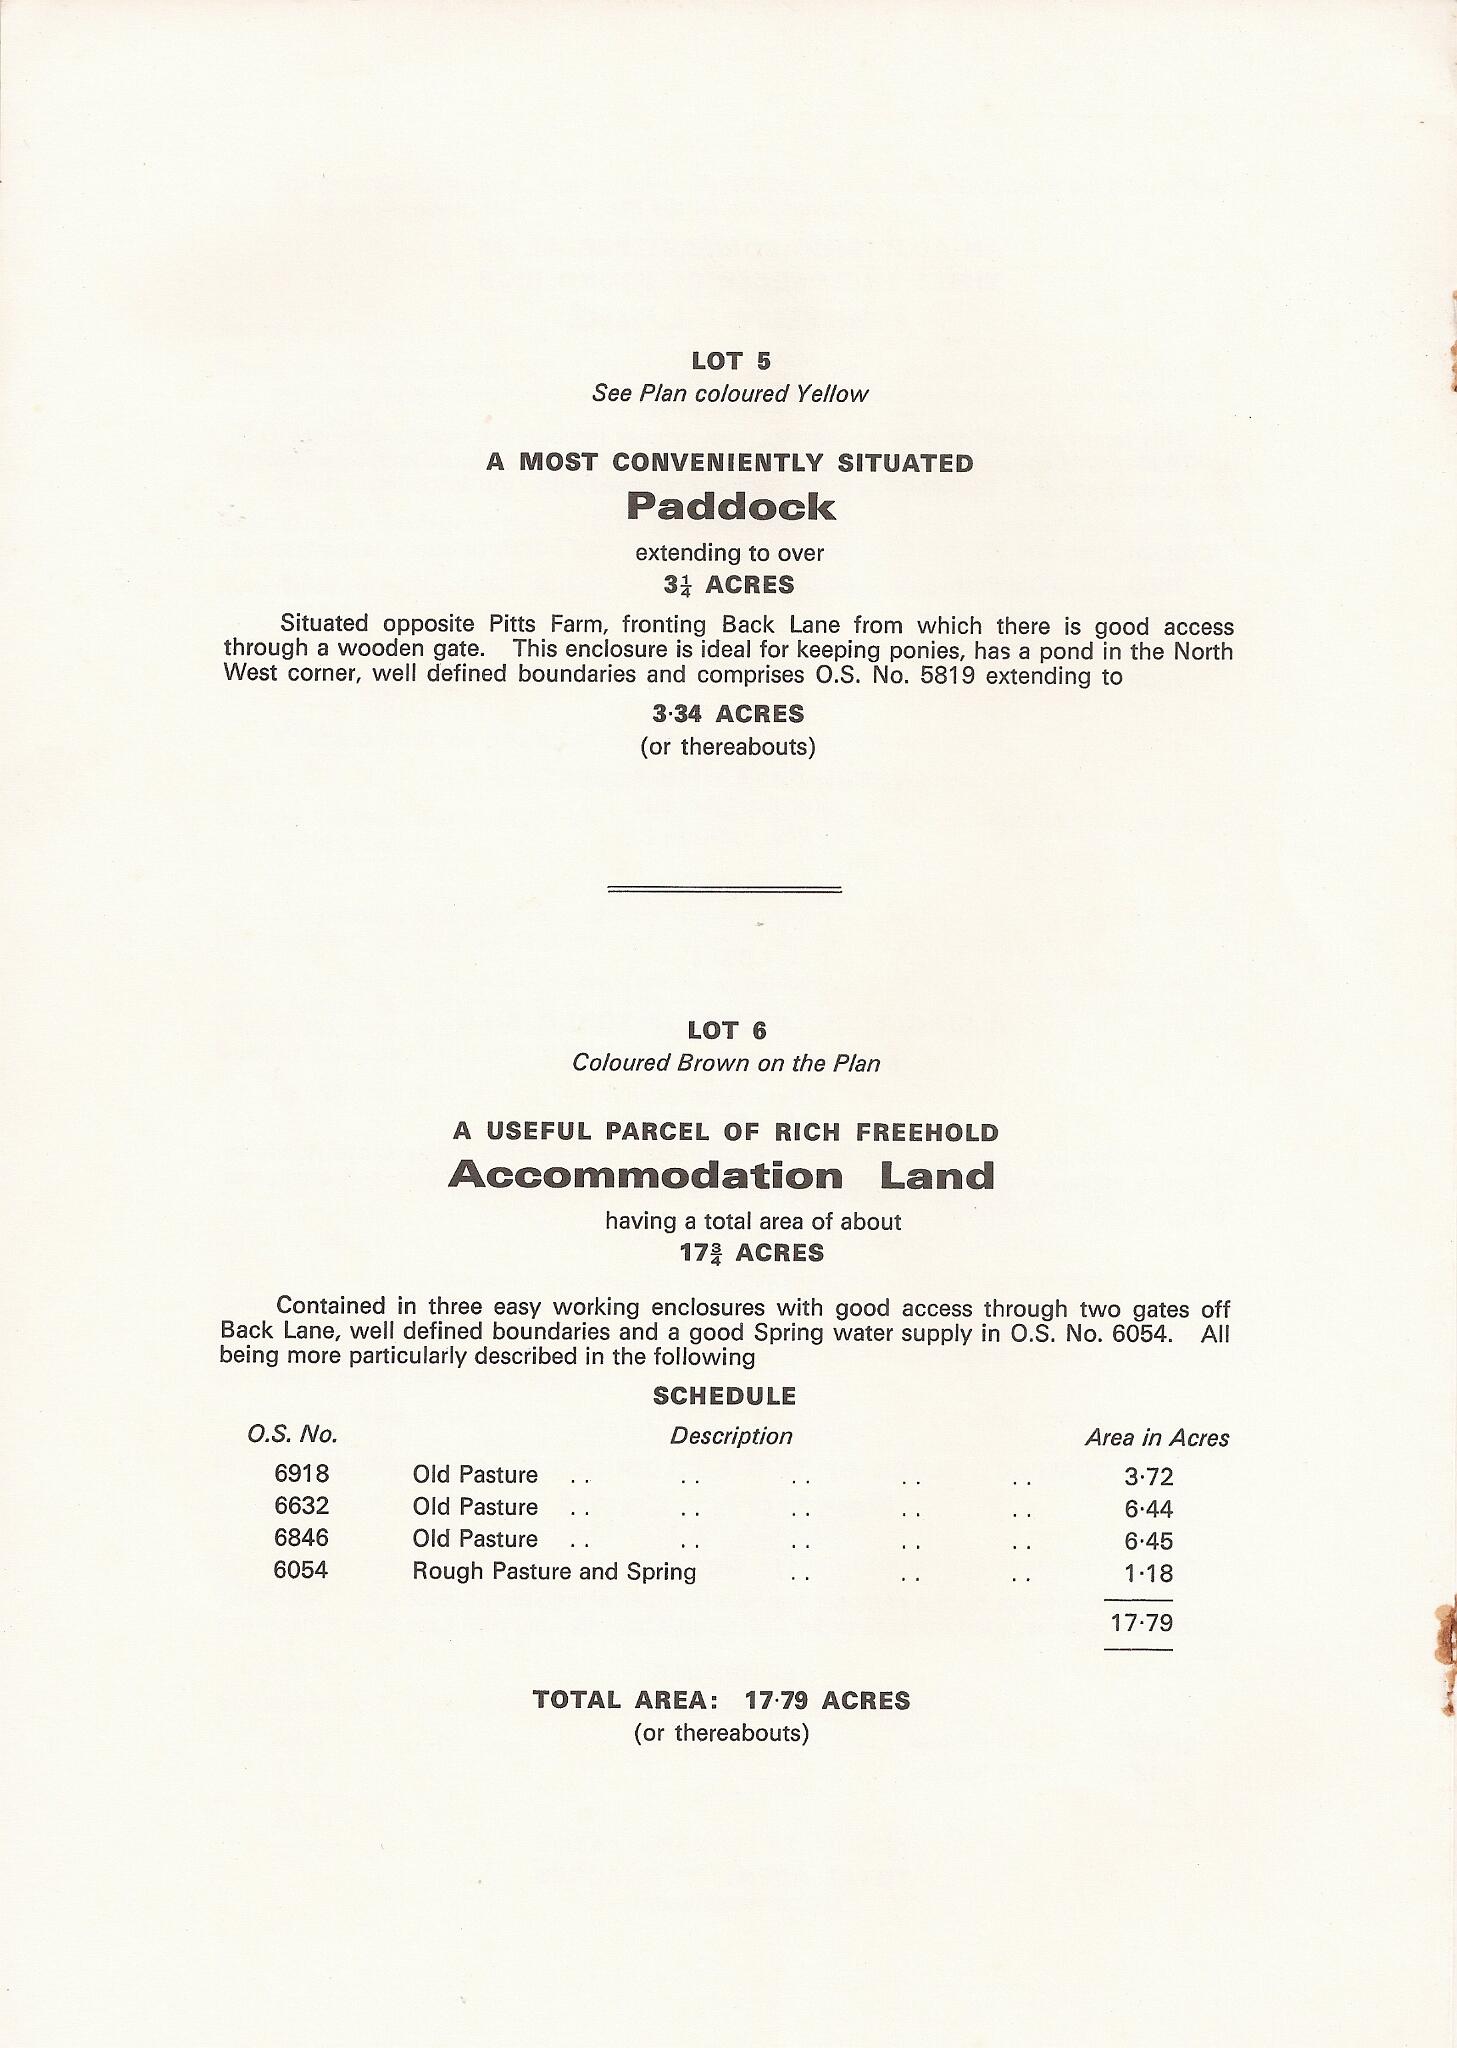 LOT 5
See Plan coloured Yellow
A MOST CONVENIENTLY SITUATED
Paddock
extending to over
3¼ ACRES
Situated opposite Pitts Farm, fronting Back Lane from which there is good access
through a wooden gate. This enclosure is ideal for keeping ponies, has a pond in the North
West corner, well defined boundaries and comprises O.S. No. 5819 extending to
3·34 ACRES
(or thereabouts)
LOT 6
Coloured Brown on the Plan
A USEFUL PARCEL OF RICH FREEHOLD
Accommodation Land
having a total area of about
17¾ ACRES
Contained in three easy working enclosures with good access through two gates off
Back Lane, well defined boundaries and a good Spring water supply in O.S. No. 6054. All
being more particularly described in the following
SCHEDULE
O.S. No. Description Area in Acres
6918 Old Pasture .. .. .. .. .. 3·72
6632 Old Pasture .. .. .. .. .. 6·44
6846 Old Pasture .. .. .. .. .. 6·45
6054 Rough Pasture and Spring .. .. .. 1·18
17·79
TOTAL AREA: 17·79 ACRES
(or thereabouts)